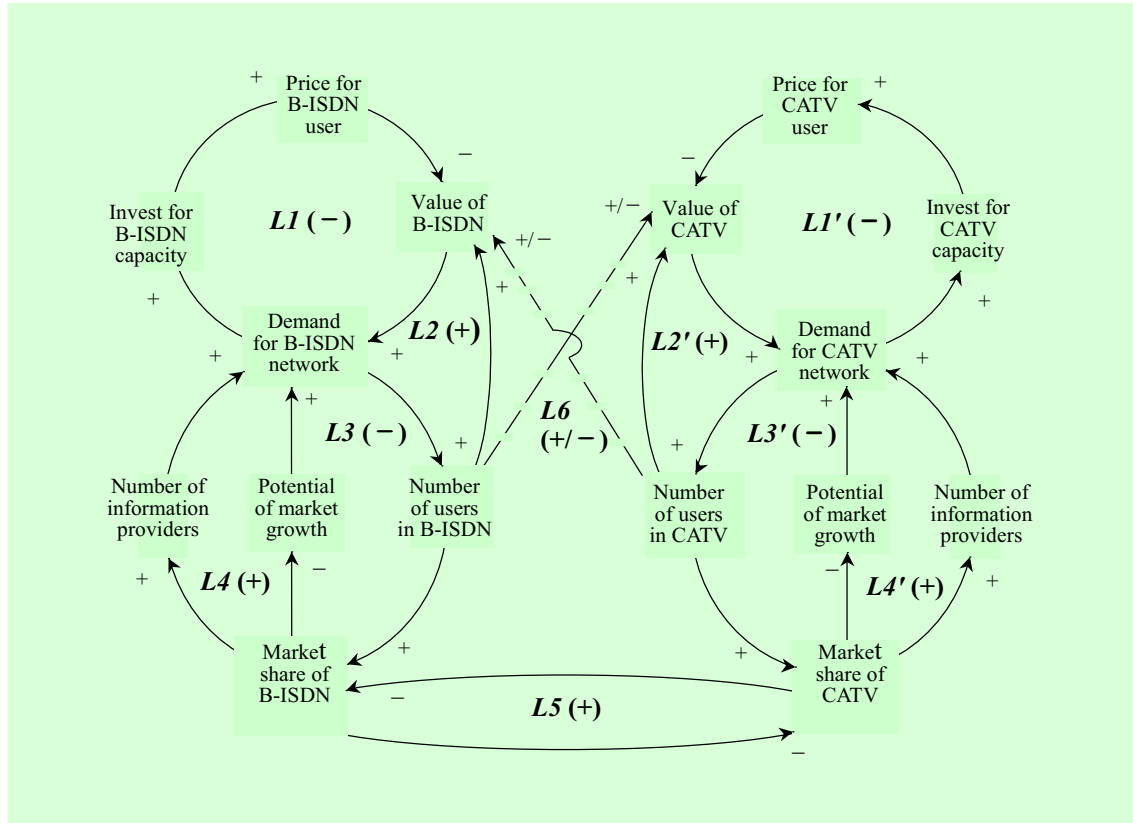 +
Price for
B-ISDN
user
−
Price for
CATV
user
+
−
Invest for
B-ISDN
capacity
+
L1 (−)
Value of
B-ISDN
+/−
+
+/−
Value of
CATV
+
L1' (−)
Invest for
CATV
capacity
+
Demand
for B-ISDN
network
+
+
+
L2 (+)
L2' (+)
Demand
for CATV
network
+
+
+
L3 (−)
+
L6
(+/−)
+
L3' (−)
Number of
information
providers
+
Potential
of market
growth
−
Number
of users
in B-ISDN
Number
of users
in CATV
Potential
of market
growth
−
Number of
information
providers
+
L4 (+)
L4' (+)
Market
share of
B-ISDN
+
−
L5 (+)
+
−
Market
share of
CATV